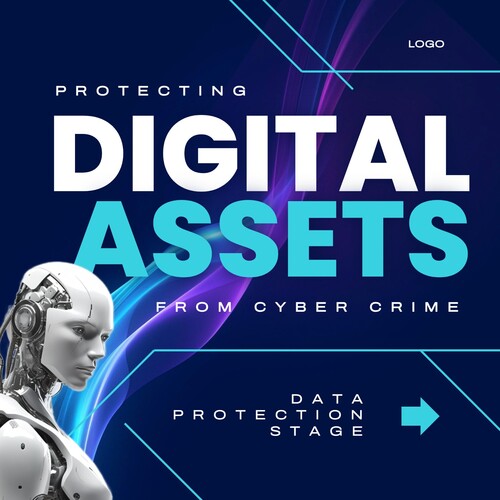 LOGO
PROTECTING
DIGITAL
ASSETS
FROM CYBER CRIME
DATA
PROTECTION
STAGE